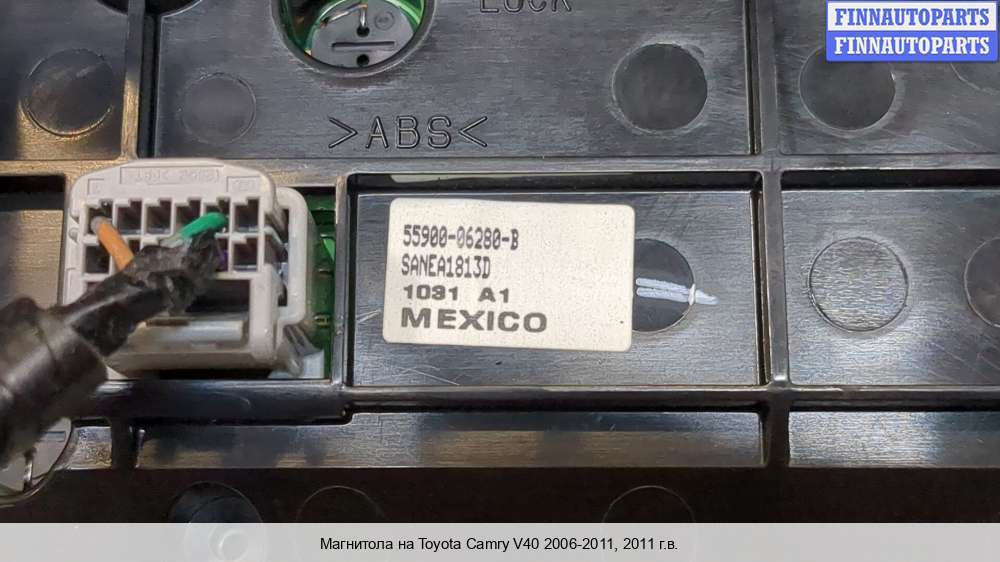 LOCK
FINNAUTOPARTS
FINNAUTOPARTS
>ABS<
55900-06280-B
SANEA1813D
1031 A1
MEXICO
Магнитола на Toyota Camry V40 2006-2011, 2011 г.в.